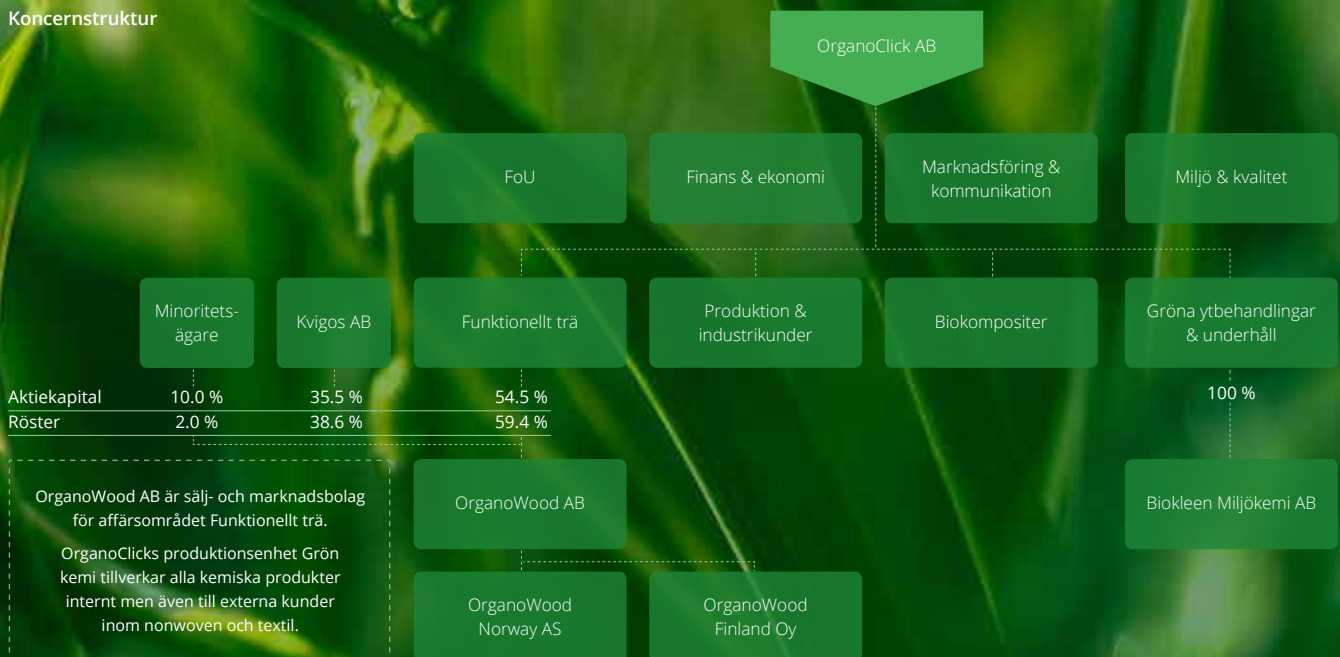 Koncernstruktur
OrganoClick AB
FoU
Finans & ekonomi
Marknadsföring &
kommunikation
Miljö & kvalitet
Minoritets-
ägare
Kvigos AB
Funktionellt trä
Produktion &
industrikunder
Biokompositer
Gröna ytbehandlingar
& underhåll
Aktiekapital 10.0 % 35.5 % 54.5 %
Röster 2.0 % 38.6 % 59.4 %
100 %
OrganoWood AB är sälj- och marknadsbolag
för affärsområdet Funktionellt trä.
OrganoClicks produktionsenhet Grön
kemi tillverkar alla kemiska produkter
internt men även till externa kunder
inom nonwoven och textil.
OrganoWood AB
Biokleen Miljökemi AB
OrganoWood
Norway AS
OrganoWood
Finland Oy